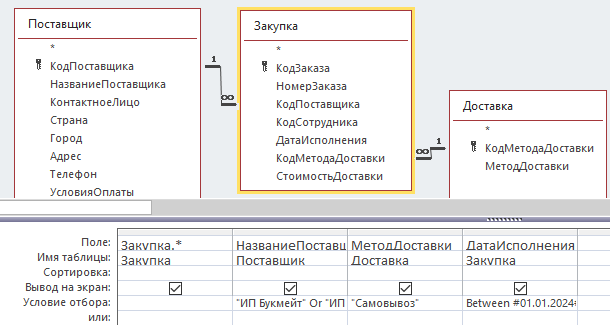 Поставщик
*
КодПоставщика
НазваниеПоставщика
КонтактноеЛицо
Страна
Город
Адрес
Телефон
УсловияОплаты
1
∞
Закупка
*
КодЗаказа
НомерЗаказа
КодПоставщика
КодСотрудника
ДатаИсполнения
КодМетодаДоставки
СтоимостьДоставки
∞
1
Доставка
*
КодМетодаДоставки
МетодДоставки
Поле: Закупка.* НазваниеПоставщ МетодДоставки ДатаИсполнения
Имя таблицы: Закупка Поставщик Доставка Закупка
Сортировка:
Вывод на экран:
Условие отбора: "ИП Букмейт" Or "ИП "Самовывоз" Between #01.01.2024#
или: